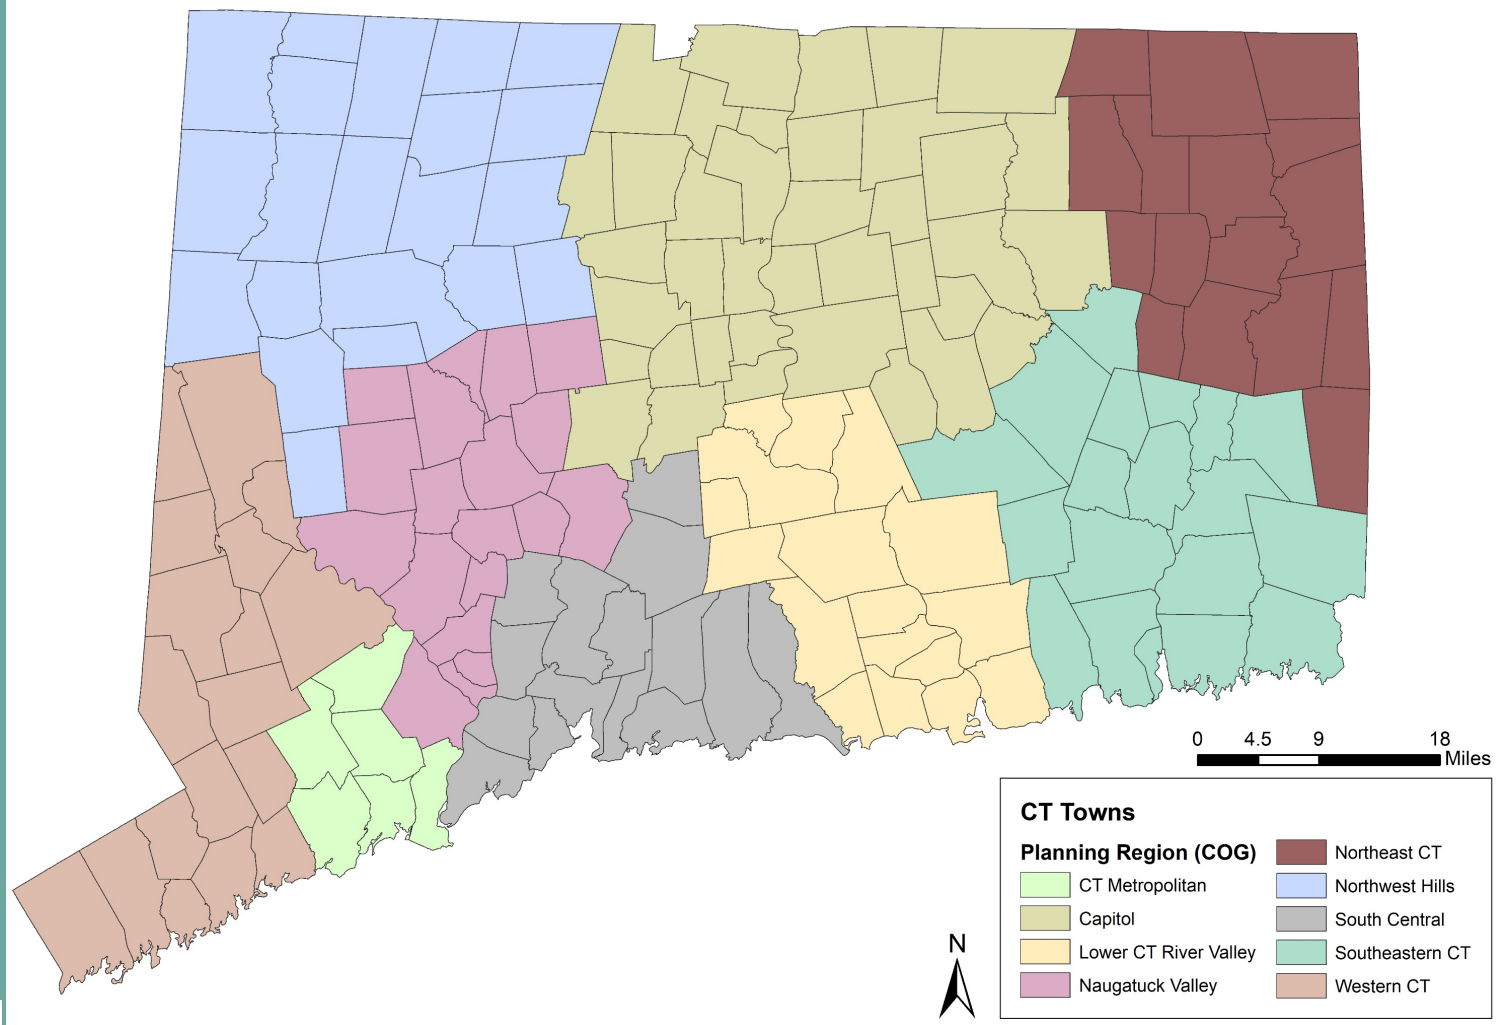 0 4.5 9 18
Miles
CT Towns
Planning Region (COG)
CT Metropolitan
Capitol
Lower CT River Valley
Naugatuck Valley
Northeast CT
Northwest Hills
South Central
Southeastern CT
Western CT
N